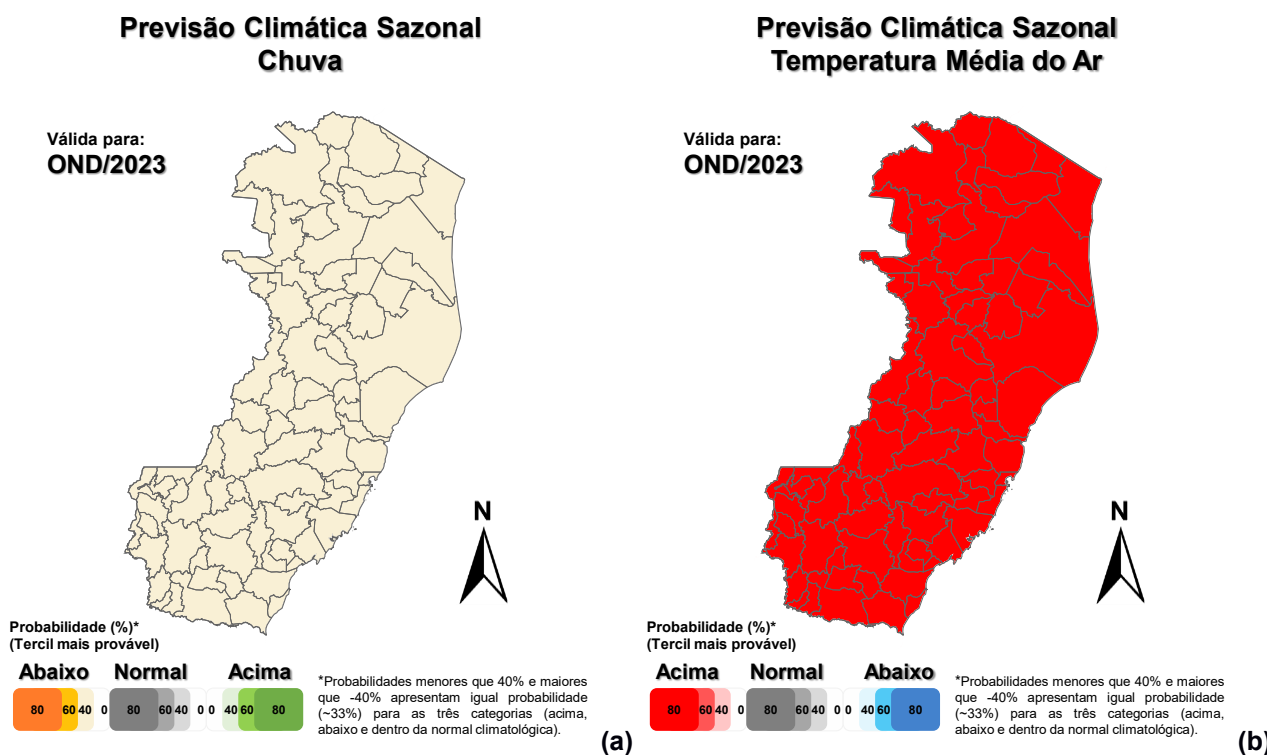 Previsão Climática Sazonal
Chuva
Válida para:
OND/2023
N
Probabilidade (%)*
(Tercil mais provável)
Abaixo Normal Acima
80 60 40 0 80 60 40 0 0 40 60 80
*Probabilidades menores que 40% e maiores
que -40% apresentam igual probabilidade
(~33%) para as três categorias (acima,
abaixo e dentro da normal climatológica).
(a)
Previsão Climática Sazonal
Temperatura Média do Ar
Válida para:
OND/2023
N
Probabilidade (%)*
(Tercil mais provável)
Acima Normal Abaixo
80 60 40 0 80 60 40 0 0 40 60 80
*Probabilidades menores que 40% e maiores
que -40% apresentam igual probabilidade
(~33%) para as três categorias (acima,
abaixo e dentro da normal climatológica).
(b)